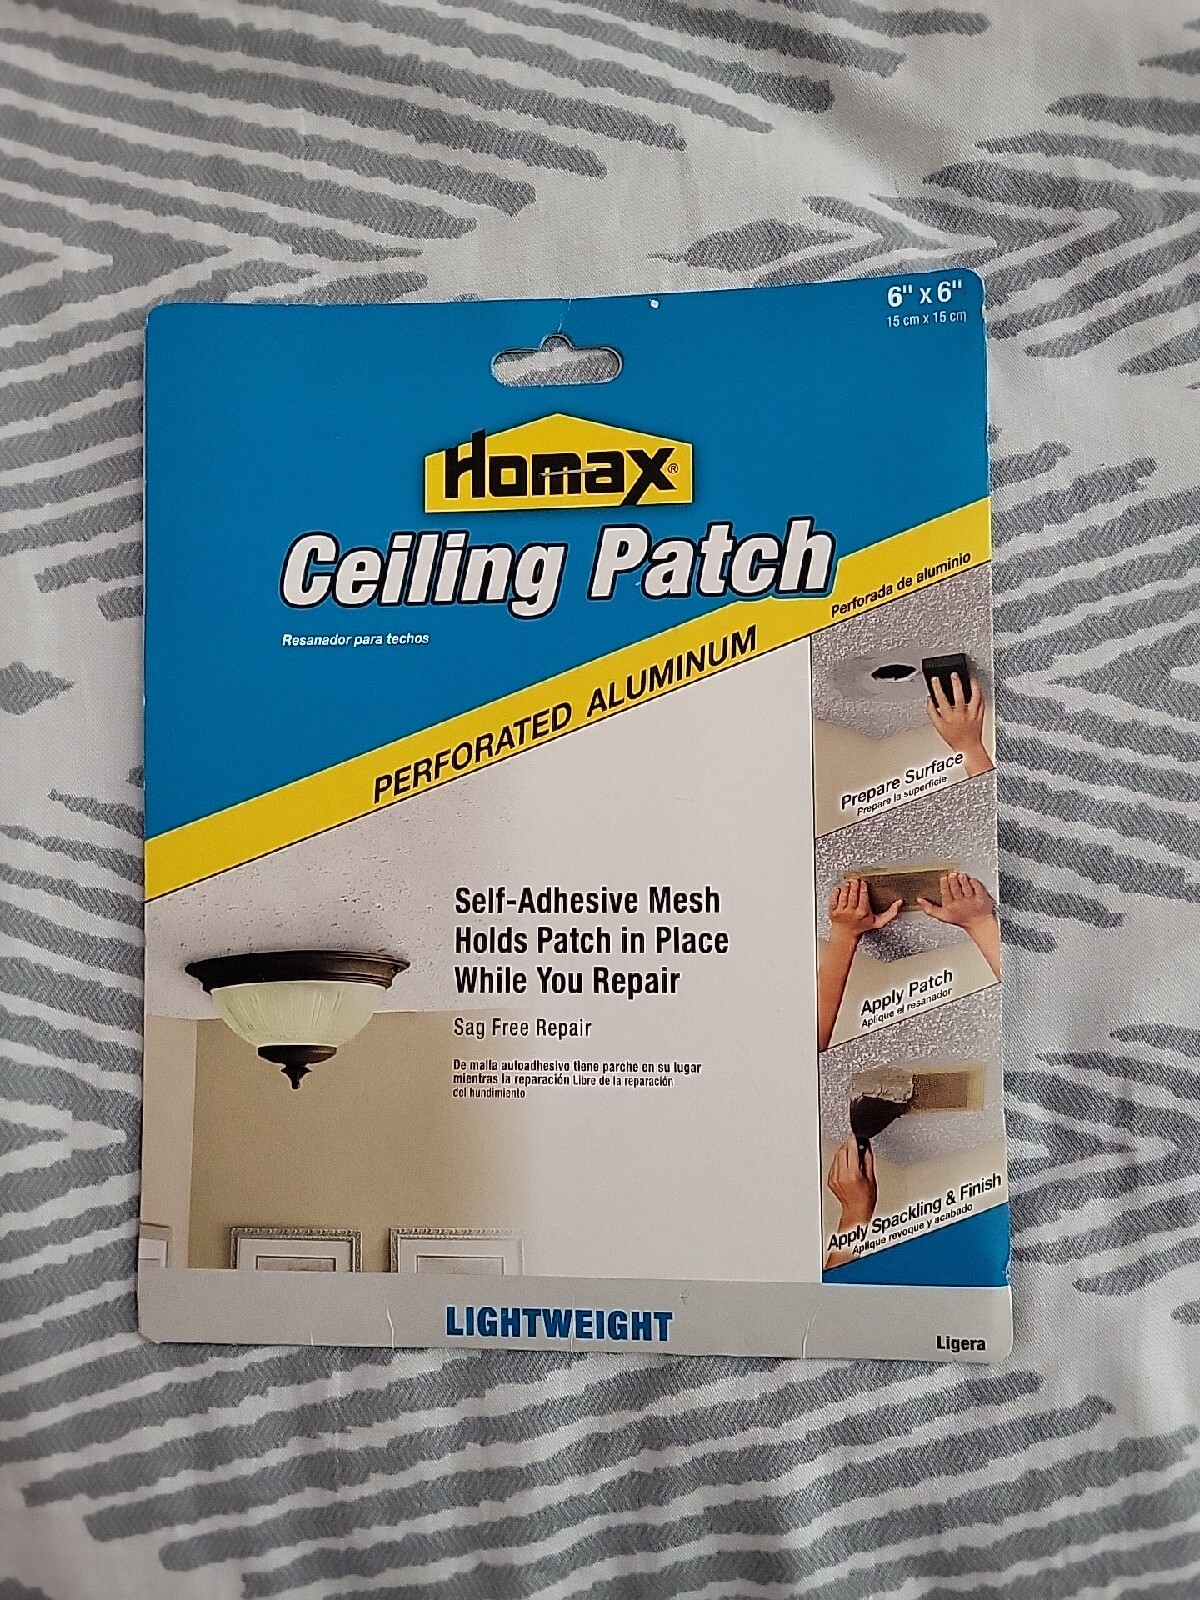 6" x 6"
15 cm x 15 cm
Homax®
Ceiling Patch
Resanador para techos
PERFORATED ALUMINUM
Perforada de aluminio
Prepare Surface
Prepare la superficie
Self-Adhesive Mesh
Holds Patch in Place
While You Repair
Sag Free Repair
De malla autoadhesivo tiene parche en su lugar
mientras la reparación Libre de la reparación
del hundimiento
Apply Patch
Aplique el resanador
Apply Spackling & Finish
Aplique revoque y acabado
LIGHTWEIGHT
Ligera